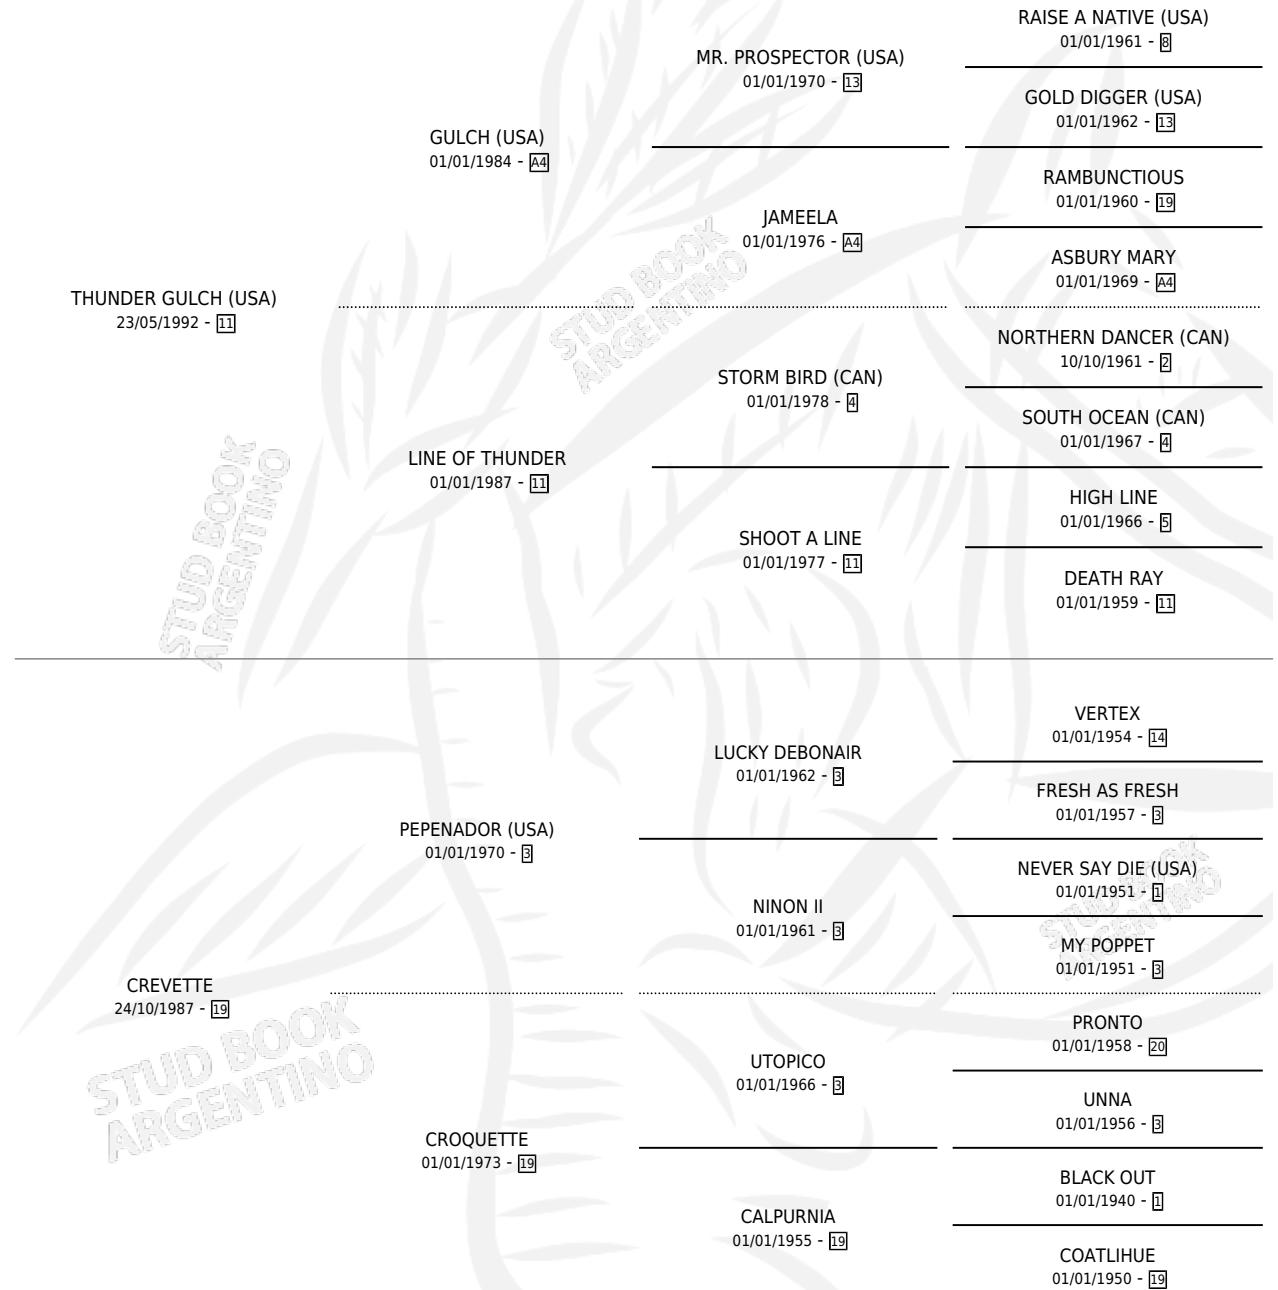 RAISE A NATIVE (USA)
01/01/1961 - 8
MR. PROSPECTOR (USA)
01/01/1970 - 13
GOLD DIGGER (USA)
01/01/1962 - 13
GULCH (USA)
01/01/1984 - A4
RAMBUNCTIOUS
01/01/1960 - 19
JAMEELA
01/01/1976 - A4
ASBURY MARY
01/01/1969 - A4
THUNDER GULCH (USA)
23/05/1992 - 11
NORTHERN DANCER (CAN)
10/10/1961 - 2
STORM BIRD (CAN)
01/01/1978 - 4
SOUTH OCEAN (CAN)
01/01/1967 - 4
LINE OF THUNDER
01/01/1987 - 11
HIGH LINE
01/01/1966 - 5
SHOOT A LINE
01/01/1977 - 11
DEATH RAY
01/01/1959 - 11
STUD BOOK
ARGENTINO
STUD BOOK
ARGENTINO
VERTEX
01/01/1954 - 14
LUCKY DEBONAIR
01/01/1962 - 3
FRESH AS FRESH
01/01/1957 - 3
PEPENADOR (USA)
01/01/1970 - 3
NEVER SAY DIE (USA)
01/01/1951 - 1
NINON II
01/01/1961 - 3
MY POPPET
01/01/1951 - 3
STUD BOOK
ARGENTINO
CREVETTE
24/10/1987 - 19
PRONTO
01/01/1958 - 20
UTOPICO
01/01/1966 - 3
UNNA
01/01/1956 - 3
STUD BOOK
ARGENTINO
CROQUETTE
01/01/1973 - 19
BLACK OUT
01/01/1940 - 1
CALPURNIA
01/01/1955 - 19
COATLIHUE
01/01/1950 - 19